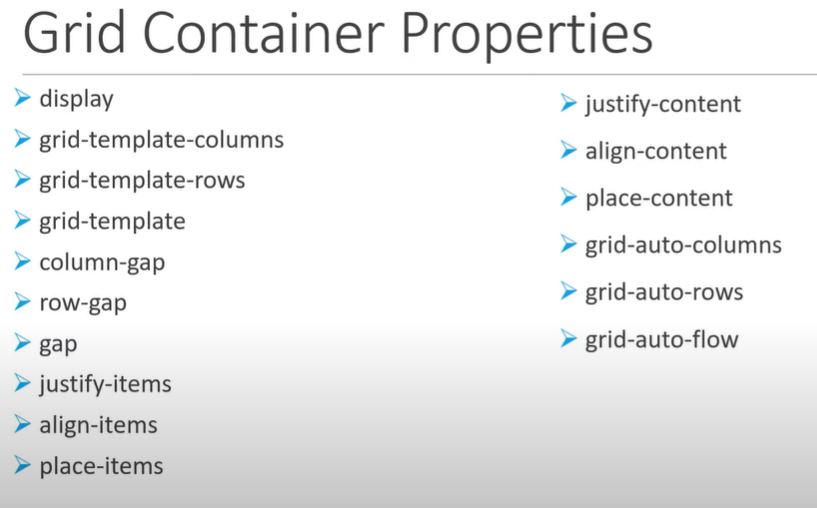 Grid Container Properties
display
grid-template-columns
grid-template-rows
grid-template
column-gap
row-gap
gap
justify-items
align-items
place-items
justify-content
align-content
place-content
grid-auto-columns
grid-auto-rows
grid-auto-flow